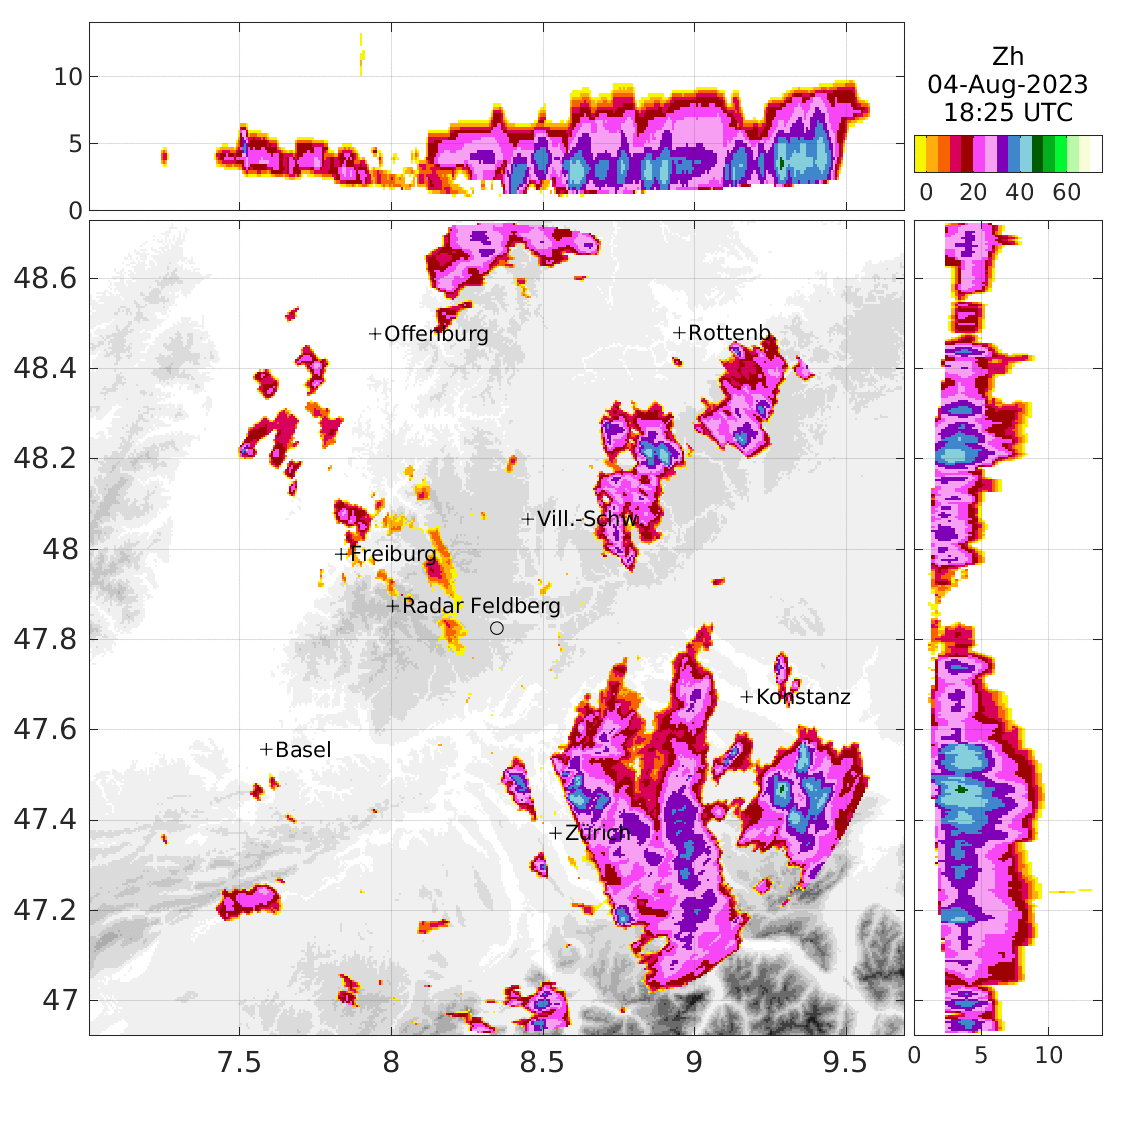 10
5
0
Zh
04-Aug-2023
18:25 UTC
0 20 40 60
48.6
48.4
48.2
48
47.8
47.6
47.4
47.2
47
+Offenburg
+Rottenb.
+Vill.-Schw.
+Freiburg
+Radar Feldberg
+Konstanz
+Basel
+Zürich
7.5 8 8.5 9 9.5
0 5 10